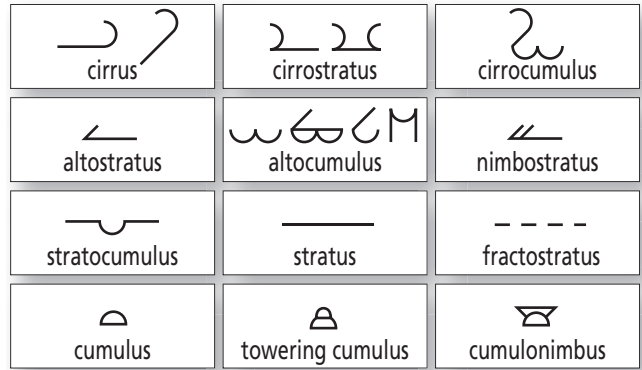 cirrus
cirrostratus
cirrocumulus
altostratus
altocumulus
nimbostratus
stratocumulus
stratus
fractostratus
cumulus
towering cumulus
cumulonimbus